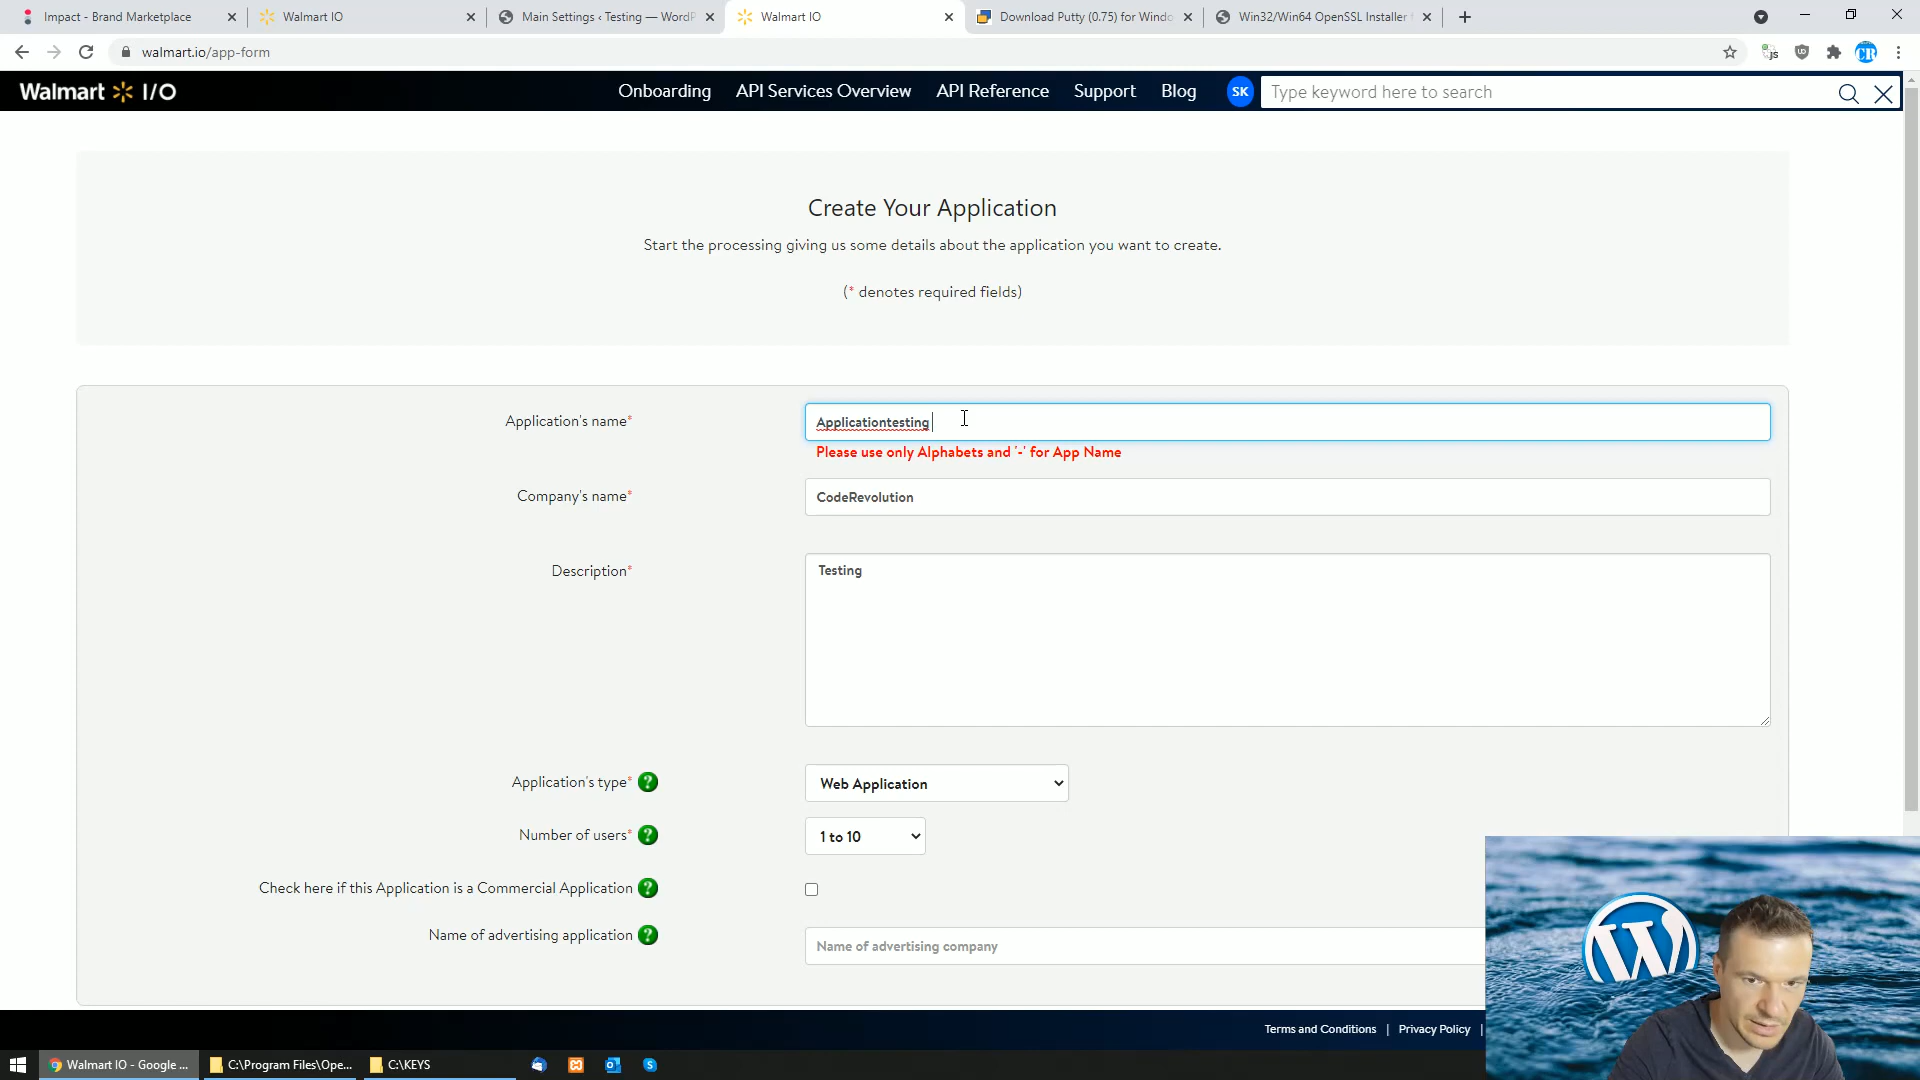 Impact - Brand Marketplace
Walmart IO
Main Settings ‹ Testing — WordP
Walmart IO
Download Putty (0.75) for Windo
Win32/Win64 OpenSSL Installer
walmart.io/app-form
Walmart I/O
Onboarding
API Services Overview
API Reference
Support
Blog
SK
Type keyword here to search
Create Your Application
Start the processing giving us some details about the application you want to create.
(* denotes required fields)
Application's name*
Applicationtesting
Please use only Alphabets and '-' for App Name
Company's name*
CodeRevolution
Description*
Testing
Application's type* ?
Web Application
Number of users* ?
1 to 10
Check here if this Application is a Commercial Application ?
Name of advertising application ?
Name of advertising company
Terms and Conditions | Privacy Policy |
Walmart IO - Google ...
C:\Program Files\Ope...
C:\KEYS